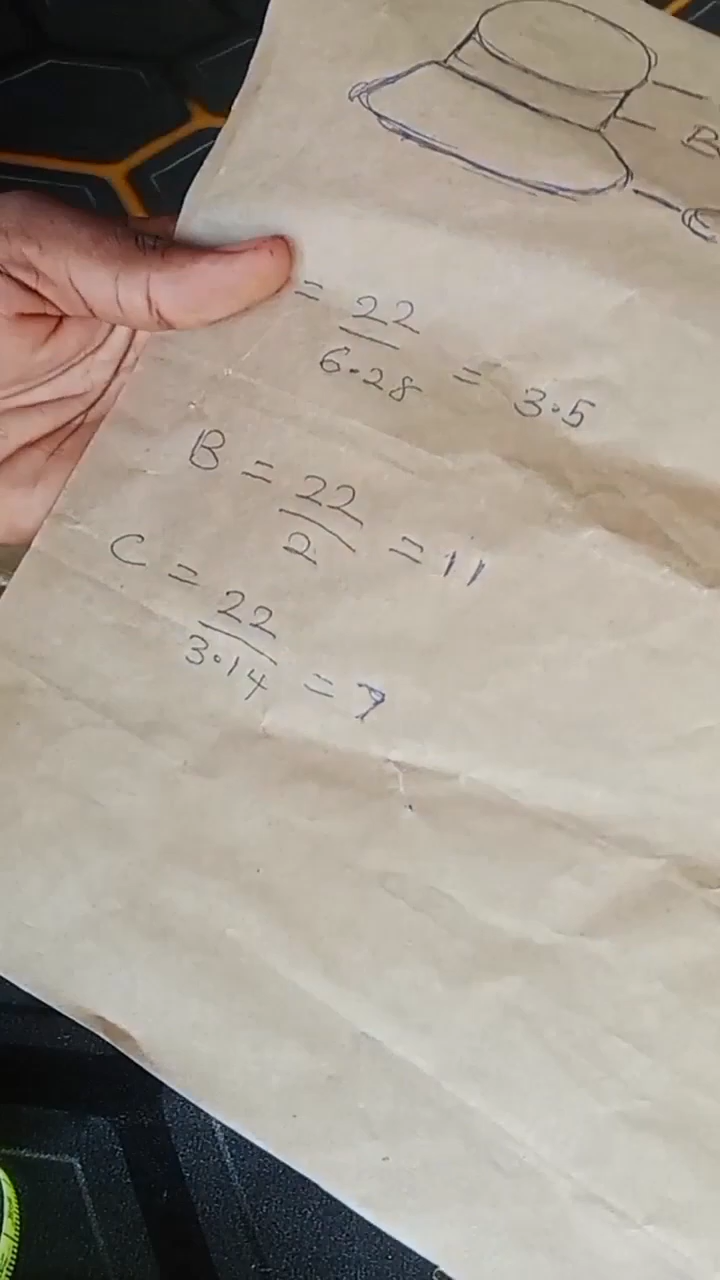 B
C
= 22/6.28 = 3.5
B = 22/2 = 11
C = 22/3.14 = 7